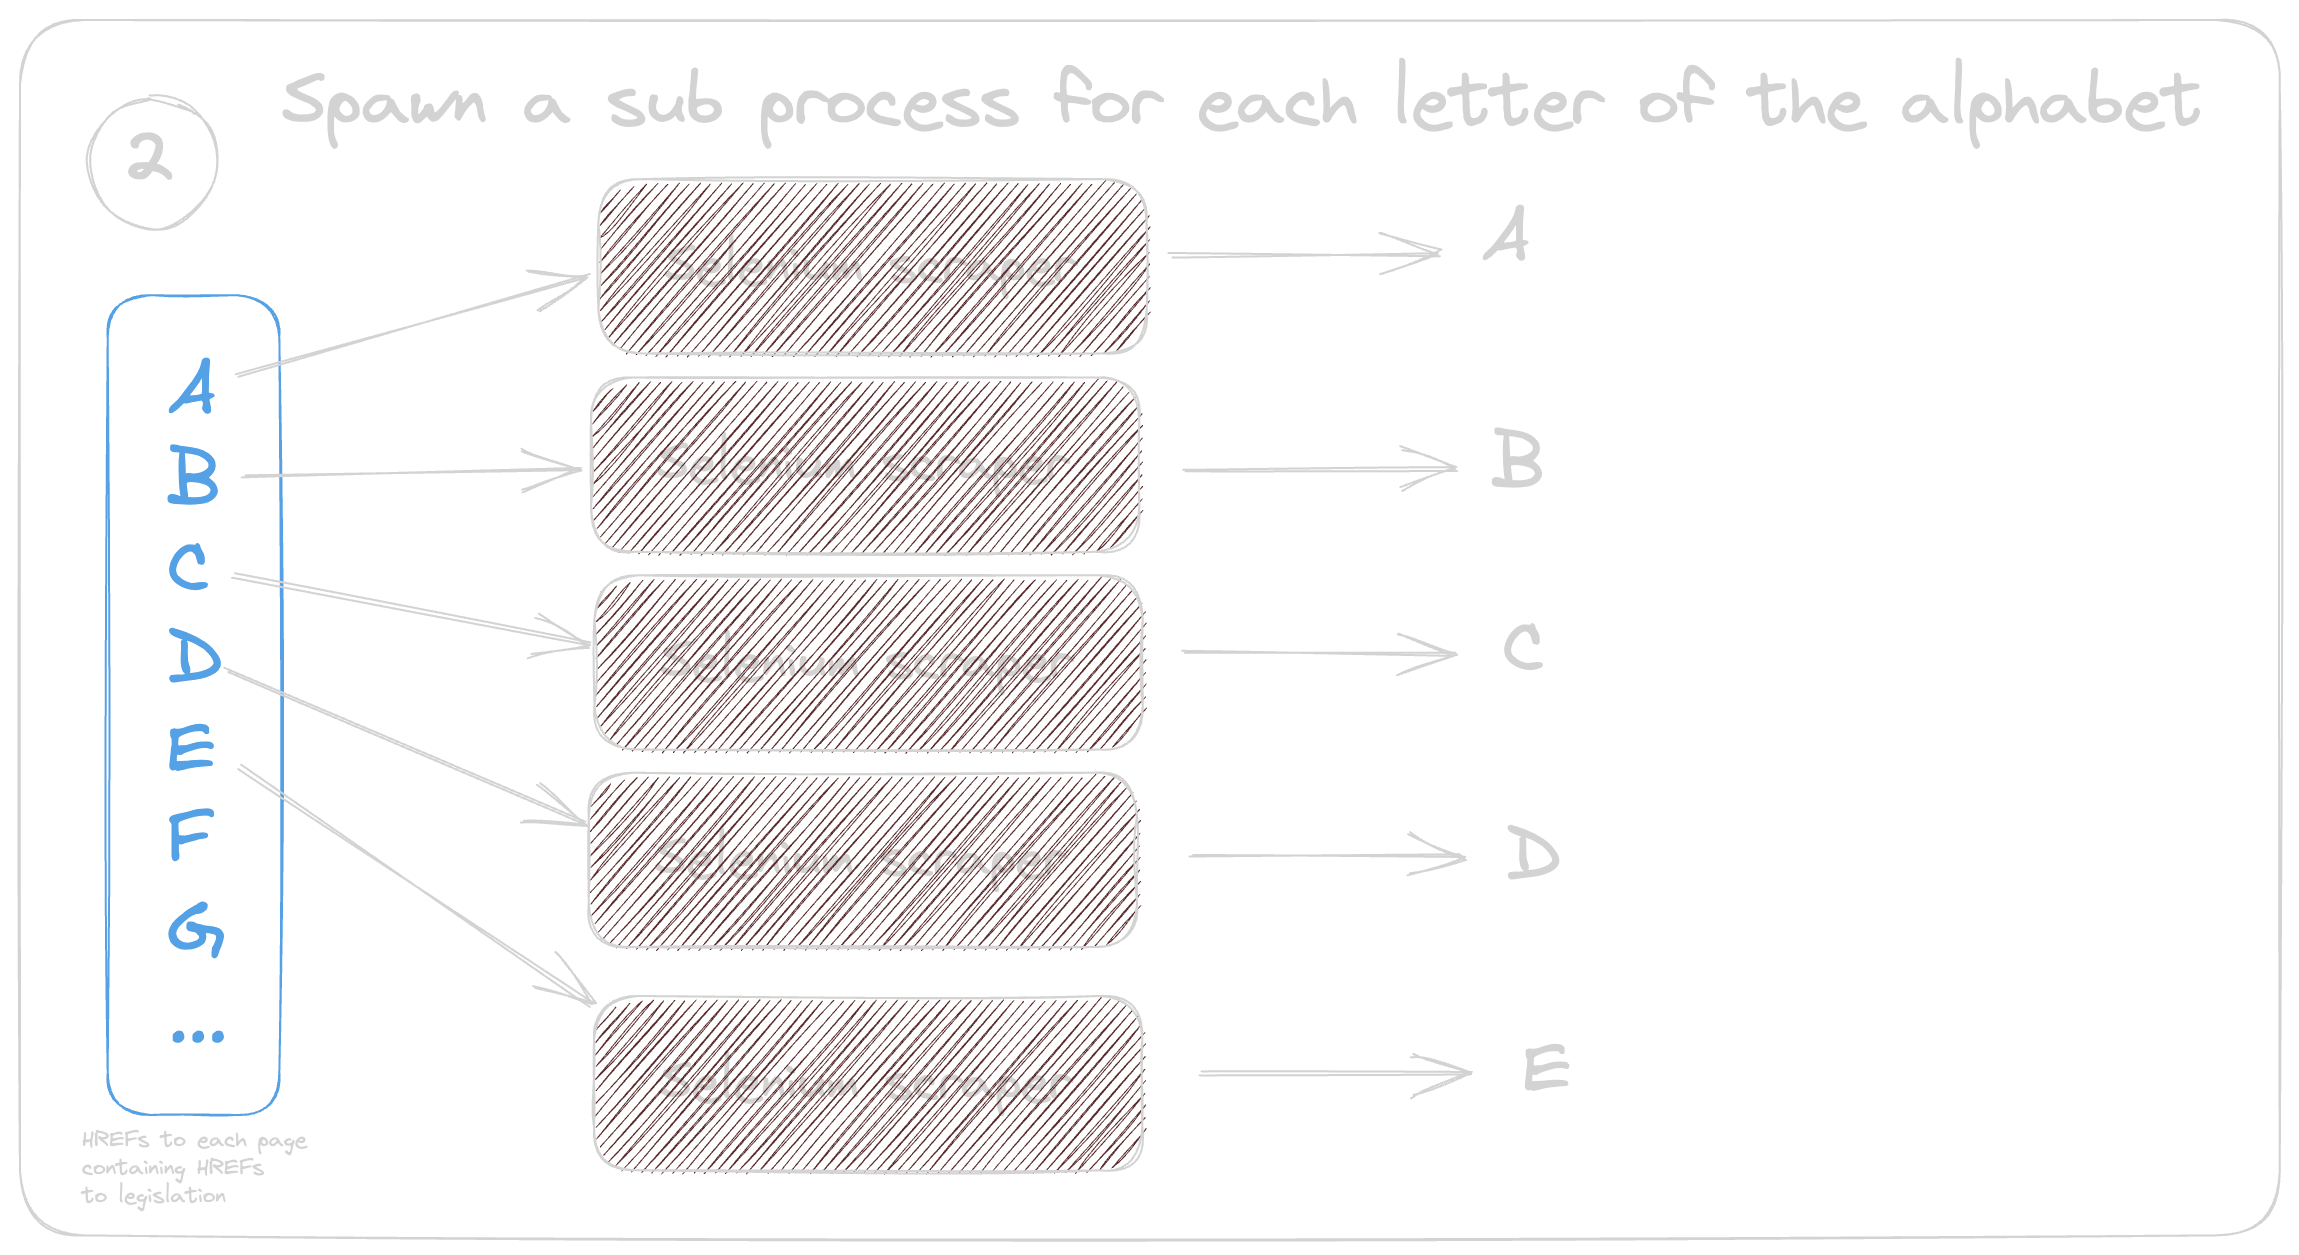 Spawn a sub process for each letter of the alphabet
2
A
B
C
D
E
F
G
...
HREFs to each page
containing HREFs
to legislation
Selenium scraper
A
Selenium scraper
B
Selenium scraper
C
Selenium scraper
D
Selenium scraper
E